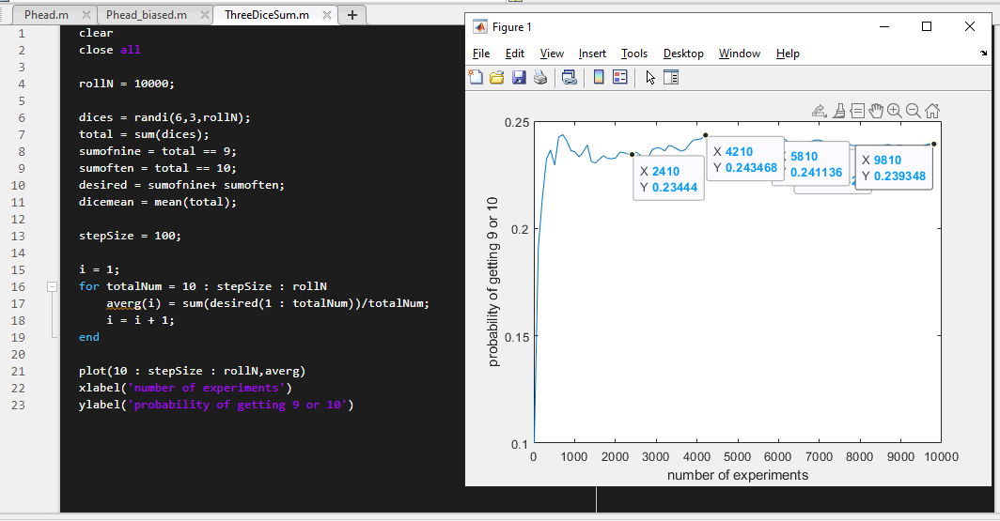 Phead.m
Phead_biased.m
ThreeDiceSum.m
1 clear
2 close all
3
4 rollN = 10000;
5
6 dices = randi(6,3,rollN);
7 total = sum(dices);
8 sumofnine = total == 9;
9 sumoften = total == 10;
10 desired = sumofnine+ sumoften;
11 dicemean = mean(total);
12
13 stepSize = 100;
14
15 i = 1;
16 for totalNum = 10 : stepSize : rollN
17 averg(i) = sum(desired(1 : totalNum))/totalNum;
18 i = i + 1;
19 end
20
21 plot(10 : stepSize : rollN,averg)
22 xlabel('number of experiments')
23 ylabel('probability of getting 9 or 10')
Figure 1
File Edit View Insert Tools Desktop Window Help
0.25
0.2
0.15
0.1
probability of getting 9 or 10
X 2410
Y 0.23444
X 4210
Y 0.243468
5810
0.241136
X 9810
Y 0.239348
0 1000 2000 3000 4000 5000 6000 7000 8000 9000 10000
number of experiments